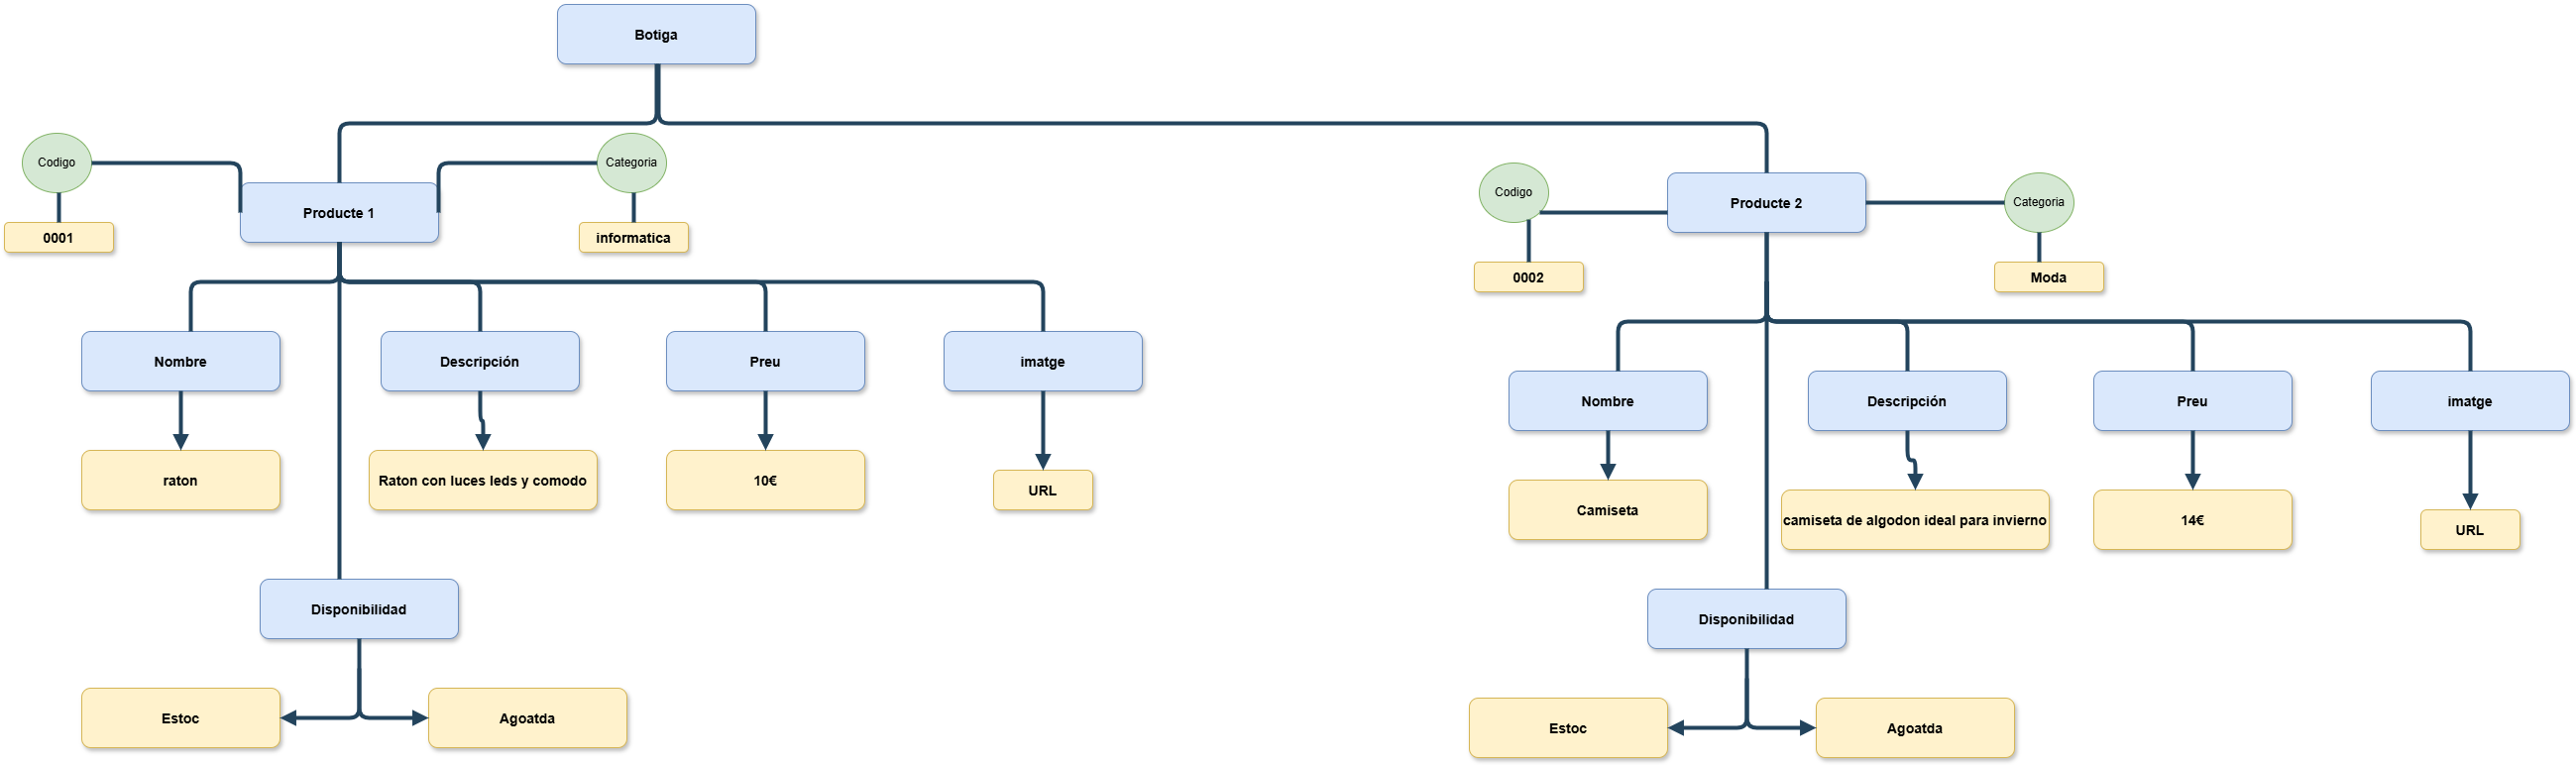 Botiga
Codigo
Categoria
Producte 1
0001
informatica
Nombre
Descripción
Preu
imatge
raton
Raton con luces leds y comodo
10€
URL
Disponibilidad
Estoc
Agoatda
Codigo
Producte 2
Categoria
0002
Moda
Nombre
Descripción
Preu
imatge
Camiseta
camiseta de algodon ideal para invierno
14€
URL
Disponibilidad
Estoc
Agoatda